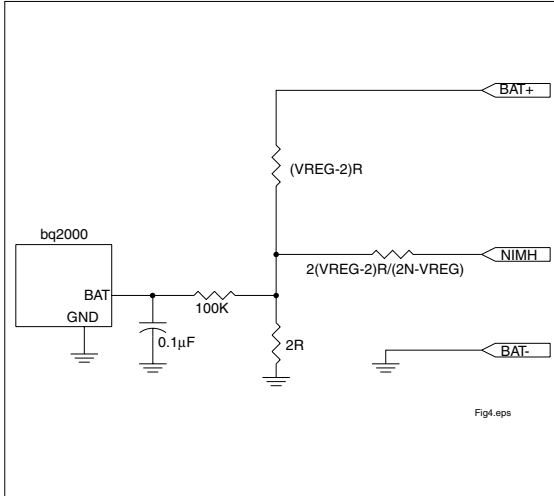 BAT+
(VREG-2)R
bq2000
NIMH
2(VREG-2)R/(2N-VREG)
BAT
100K
GND
0.1µF
2R
BAT-
Fig4.eps